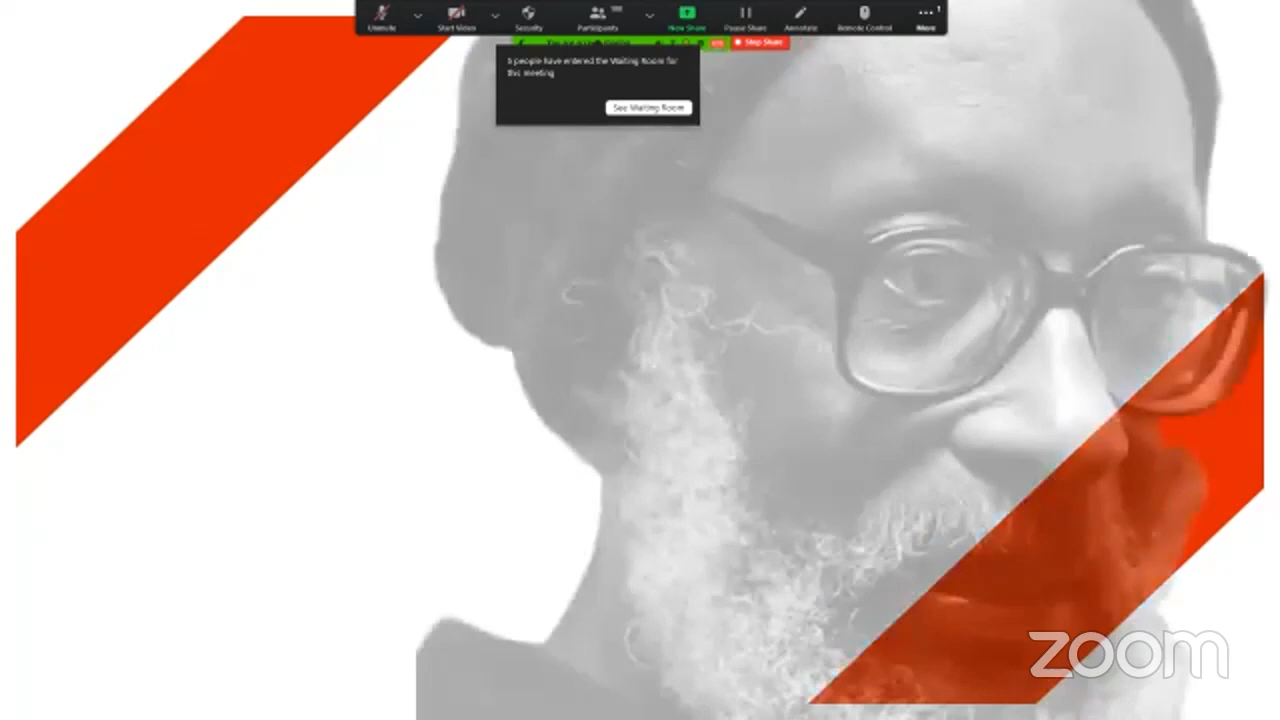 Unmute
Start Video
Security
Participants
New Share
Pause Share
Annotate
Remote Control
More
Stop Share
5 people have entered the Waiting Room for
this meeting
See Waiting Room
zoom